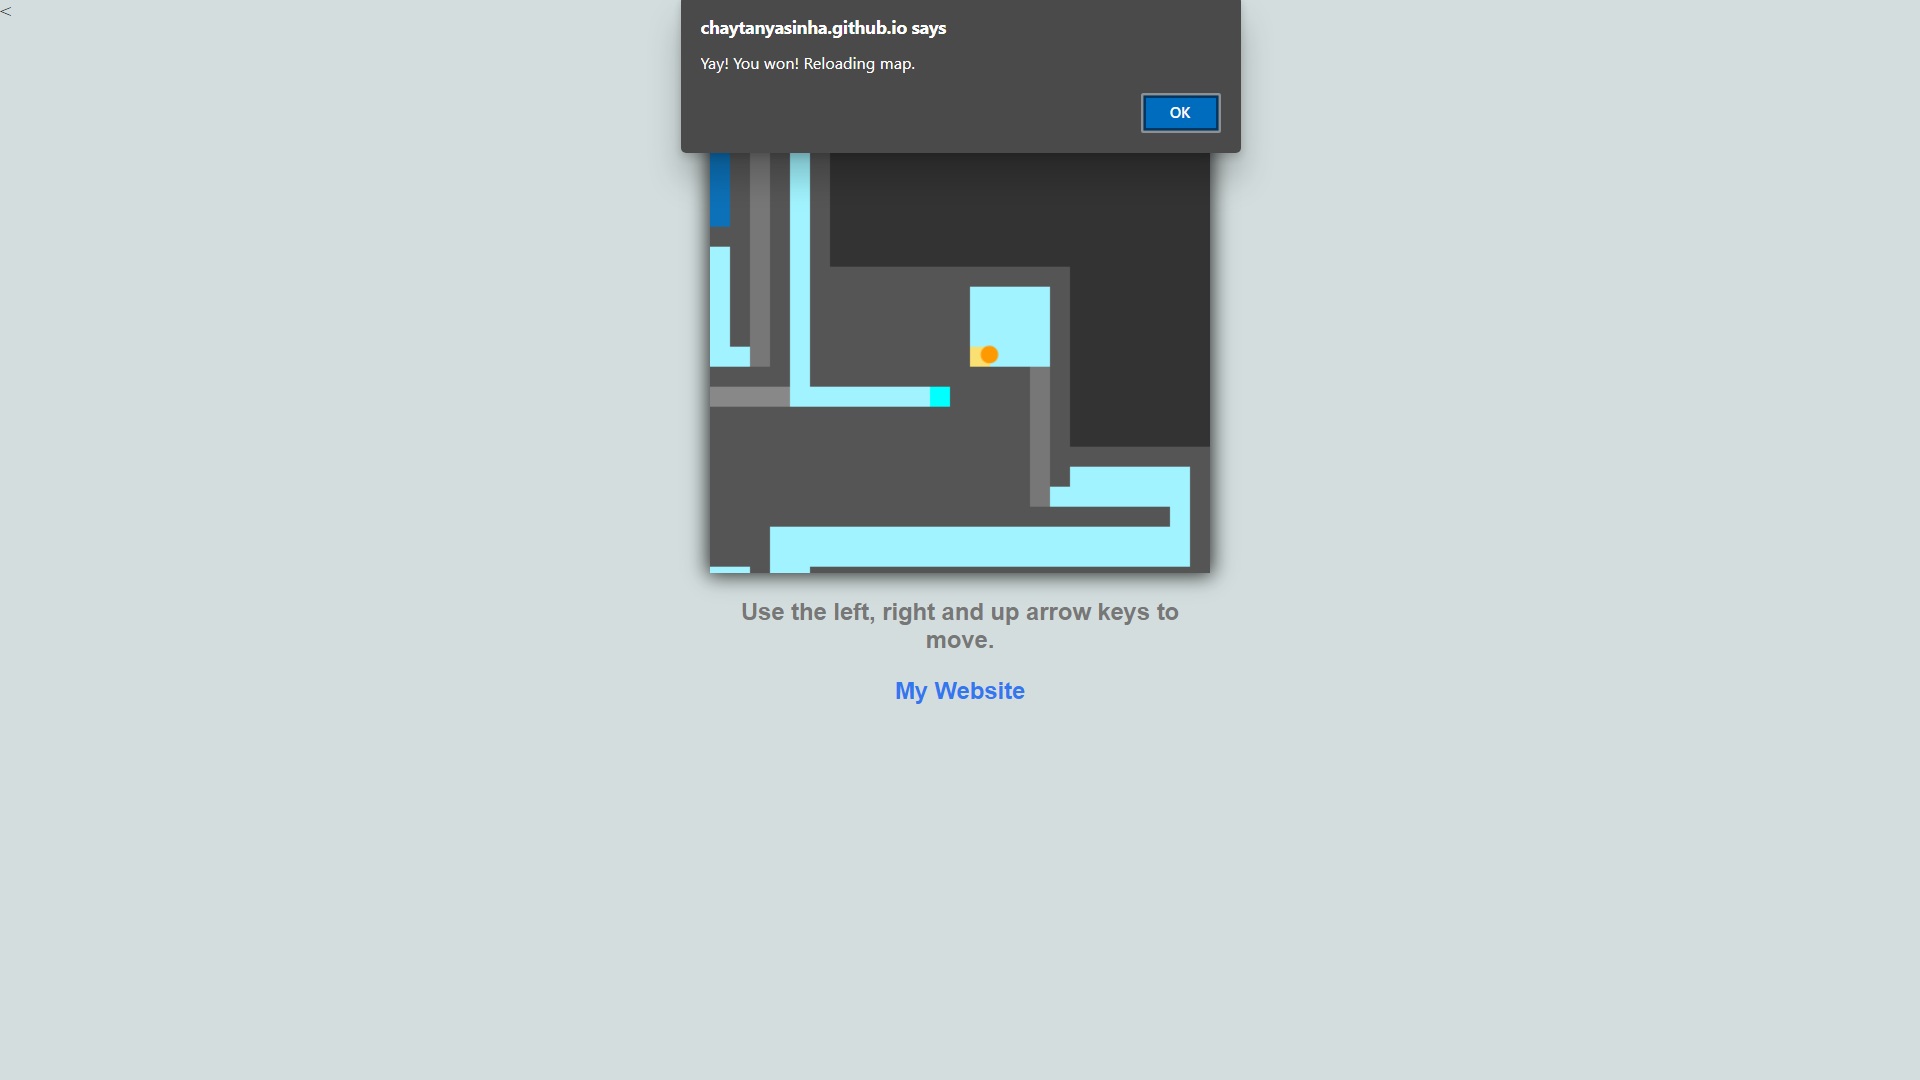 <
chaytanyasinha.github.io says
Yay! You won! Reloading map.
OK
Use the left, right and up arrow keys to
move.
My Website